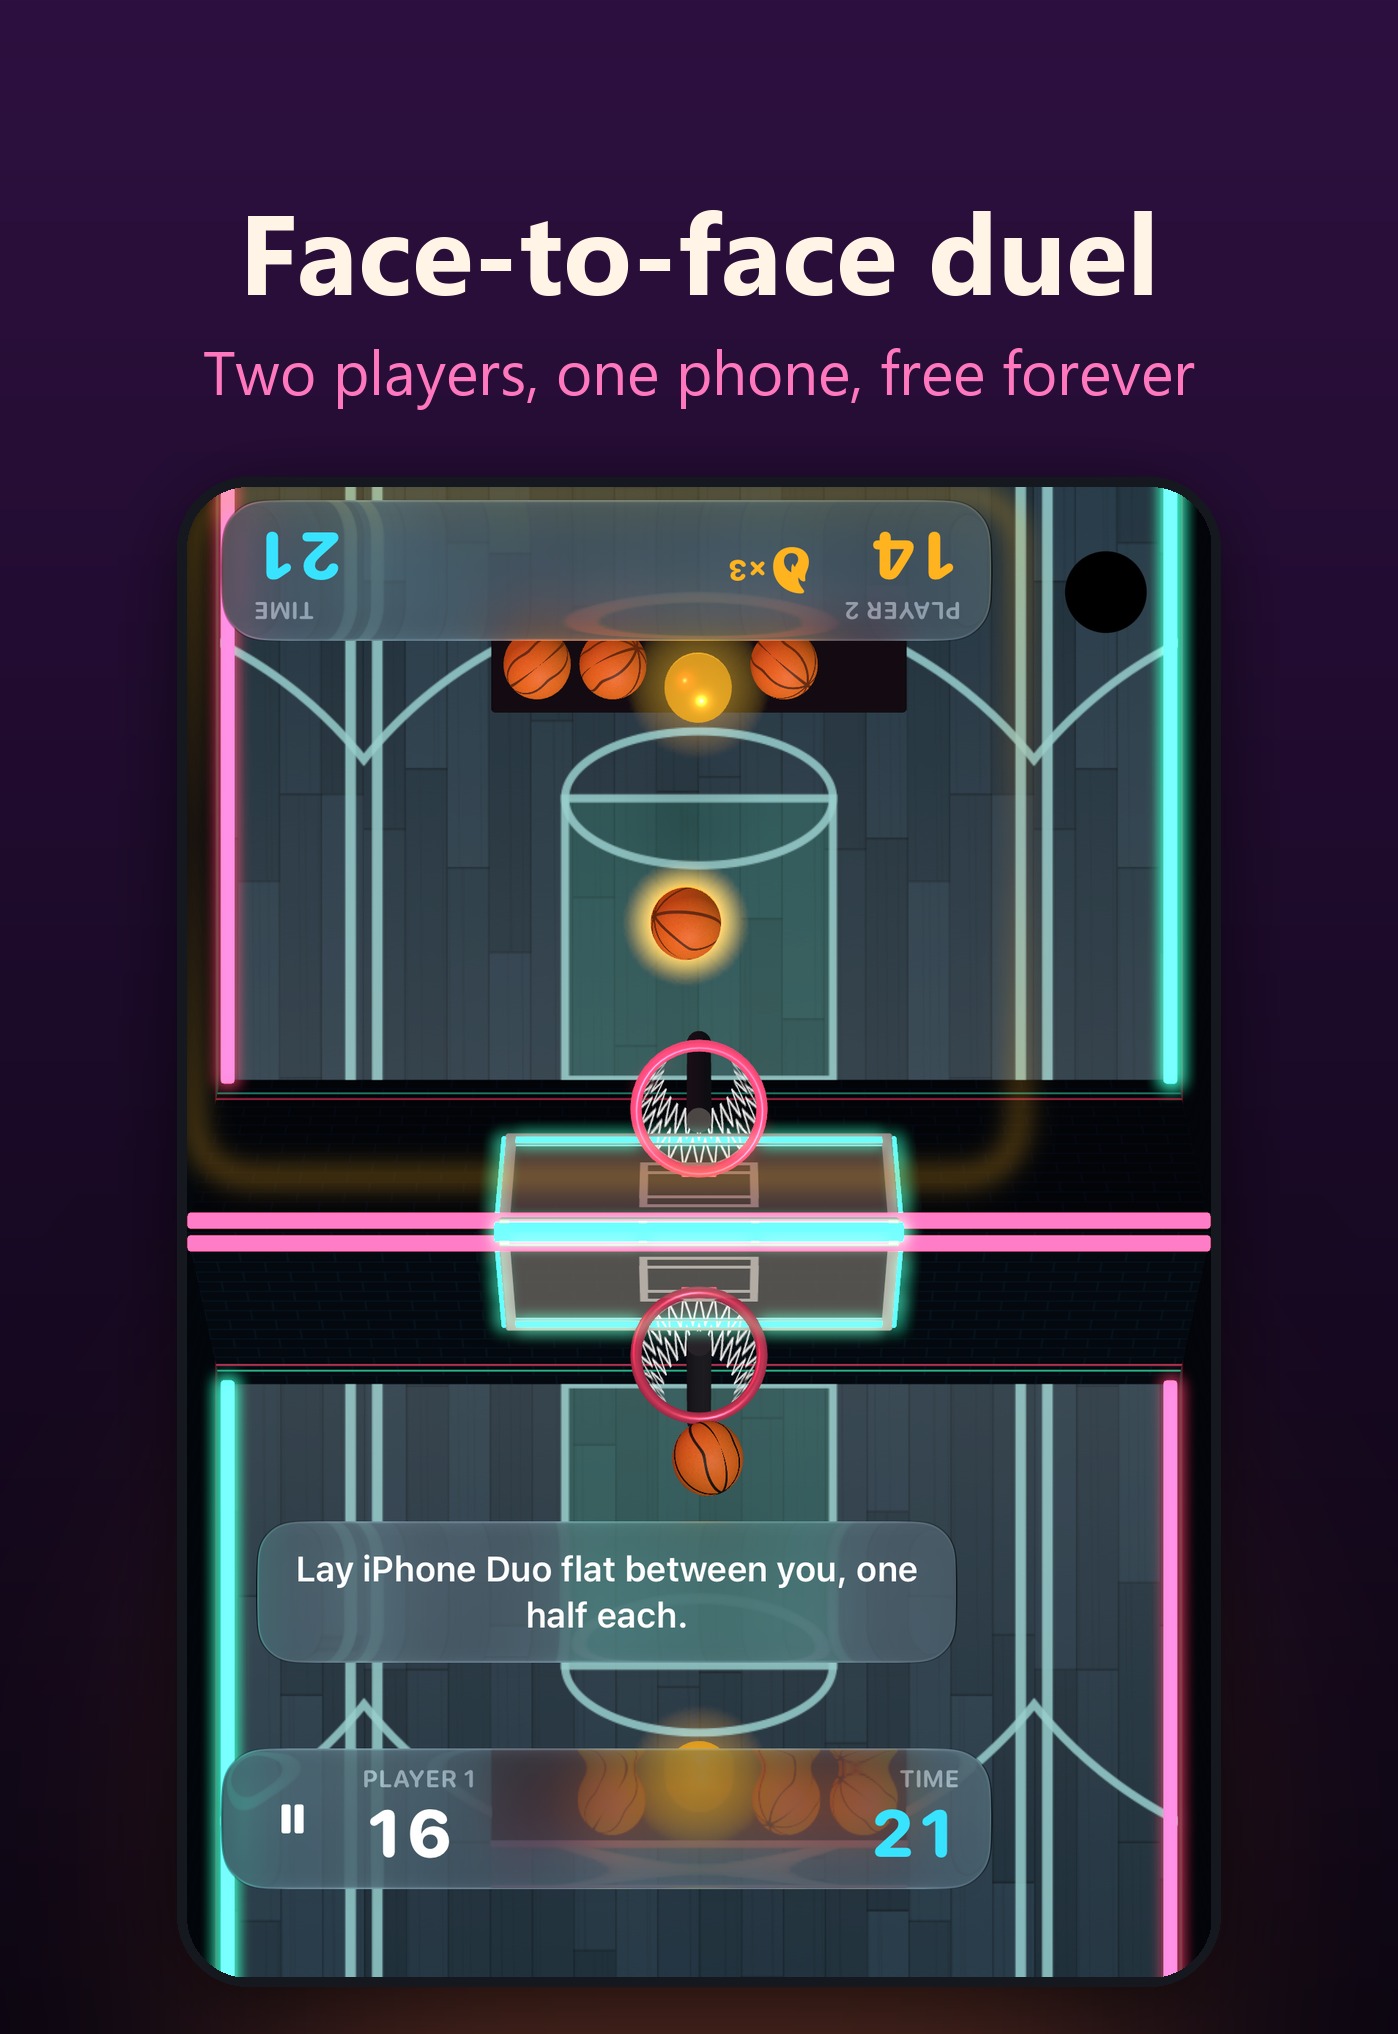 Face-to-face duel
Two players, one phone, free forever
PLAYER 2
14
×3
TIME
21
Lay iPhone Duo flat between you, one
half each.
PLAYER 1
16
TIME
21